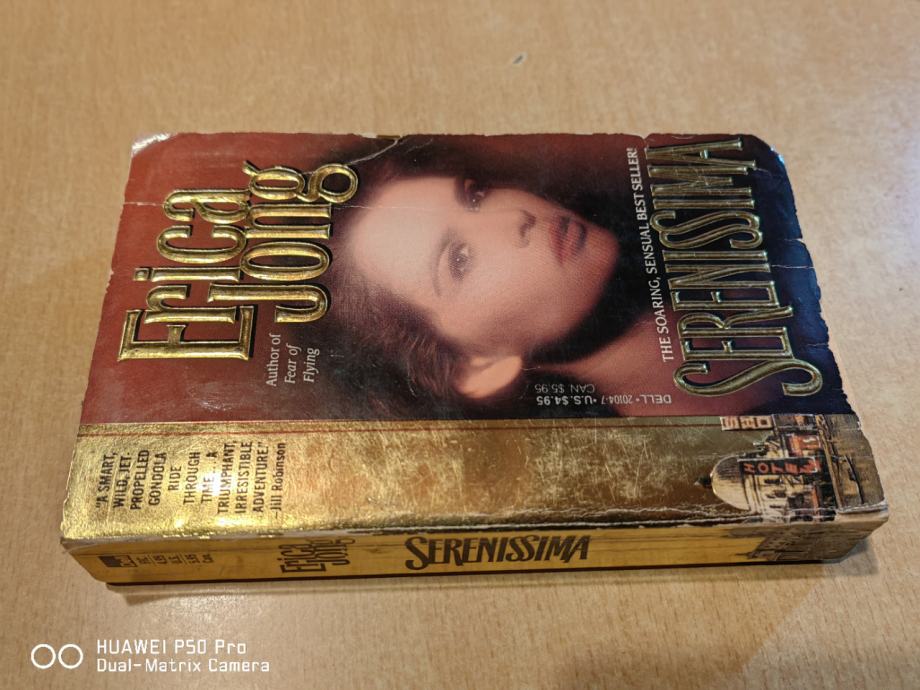 Erica
Jong
Author of
Fear of
Flying
THE SOARING, SENSUAL BEST SELLER!
SERENISSIMA
DELL • 20104-7 • U.S. $4.95
CAN. $5.95
"A SMART,
WILD, JET-
PROPELLED
GONDOLA
RIDE
THROUGH
TIME...A
TRIUMPHANT,
IRRESISTIBLE
ADVENTURE!"
—Jill Robinson
HOTEL
Erica
Jong
SERENISSIMA
HUAWEI P50 Pro
Dual-Matrix Camera